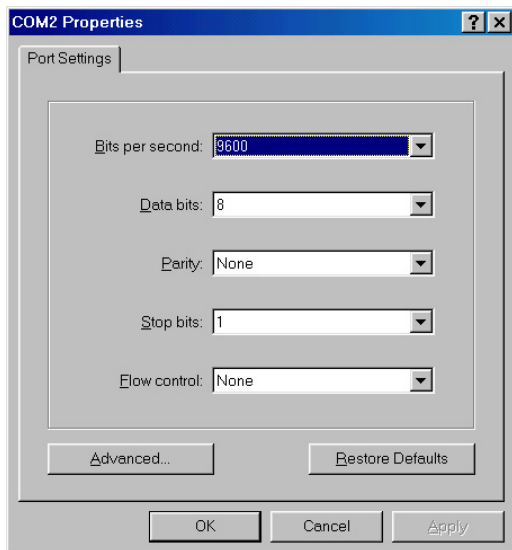 COM2 Properties
Port Settings
Bits per second: 9600
Data bits: 8
Parity: None
Stop bits: 1
Flow control: None
Advanced... Restore Defaults
OK Cancel Apply